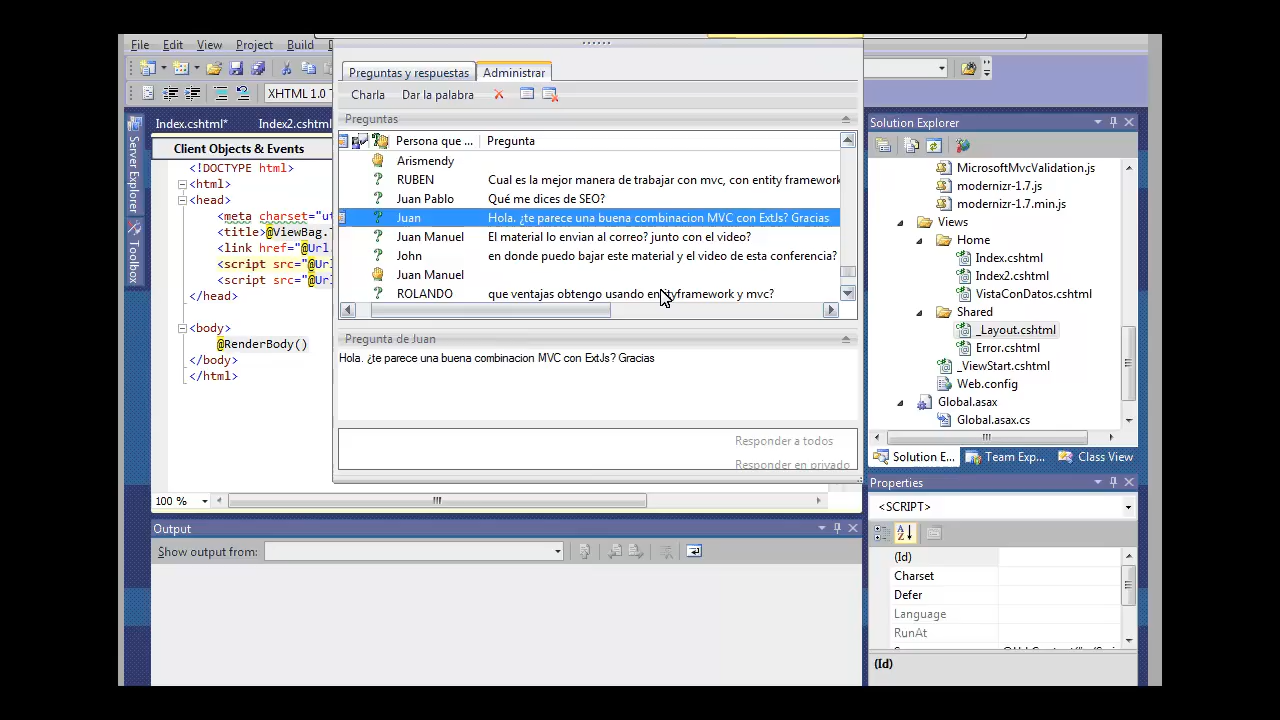 File Edit View Project Build
XHTML 1.0
Index.cshtml* Index2.cshtml
Client Objects & Events
<!DOCTYPE html>
<html>
<head>
<meta charset="ut
<title>@ViewBag.
<link href="@Url.
<script src="@Ur
<script src="@Ur
</head>
<body>
@RenderBody()
</body>
</html>
100 %
Server Explorer
Toolbox
Preguntas y respuestas Administrar
Charla Dar la palabra
Preguntas
Persona que ... Pregunta
Arismendy
RUBEN Cual es la mejor manera de trabajar con mvc, con entity framework
Juan Pablo Qué me dices de SEO?
Juan Hola. ¿te parece una buena combinacion MVC con ExtJs? Gracias
Juan Manuel El material lo envian al correo? junto con el video?
John en donde puedo bajar este material y el video de esta conferencia?
Juan Manuel
ROLANDO que ventajas obtengo usando entityframework y mvc?
Pregunta de Juan
Hola. ¿te parece una buena combinacion MVC con ExtJs? Gracias
Responder a todos
Responder en privado
Output
Show output from:
Solution Explorer
MicrosoftMvcValidation.js
modernizr-1.7.js
modernizr-1.7.min.js
Views
Home
Index.cshtml
Index2.cshtml
VistaConDatos.cshtml
Shared
_Layout.cshtml
Error.cshtml
_ViewStart.cshtml
Web.config
Global.asax
Global.asax.cs
Solution E... Team Exp... Class View
Properties
<SCRIPT>
(Id)
Charset
Defer
Language
RunAt
(Id)